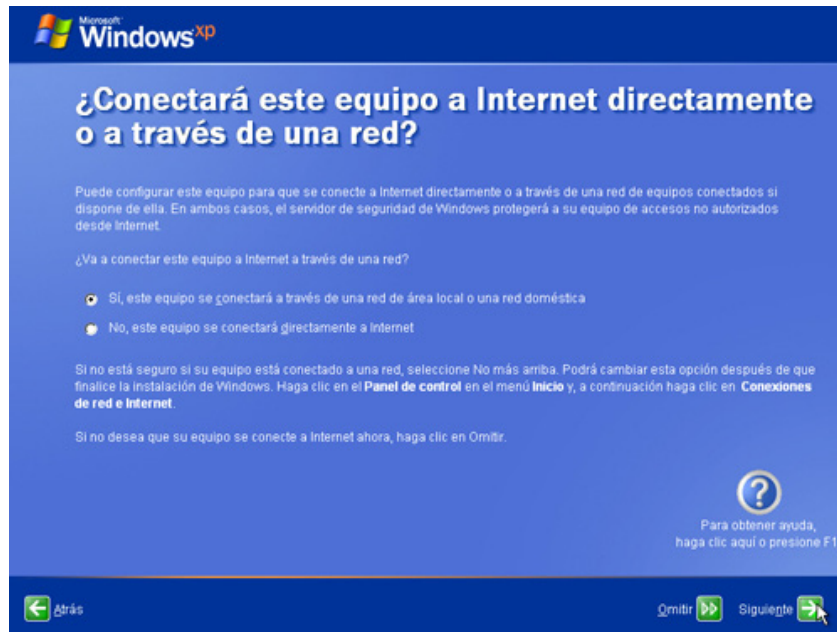 Microsoft
Windows xp
¿Conectará este equipo a Internet directamente
o a través de una red?
Puede configurar este equipo para que se conecte a Internet directamente o a través de una red de equipos conectados si
dispone de ella. En ambos casos, el servidor de seguridad de Windows protegerá a su equipo de accesos no autorizados
desde Internet.
¿Va a conectar este equipo a Internet a través de una red?
Sí, este equipo se conectará a través de una red de área local o una red doméstica
No, este equipo se conectará directamente a Internet
Si no está seguro si su equipo está conectado a una red, seleccione No más arriba. Podrá cambiar esta opción después de que
finalice la instalación de Windows. Haga clic en el Panel de control en el menú Inicio y, a continuación haga clic en Conexiones
de red e Internet.
Si no desea que su equipo se conecte a Internet ahora, haga clic en Omitir.
Para obtener ayuda,
haga clic aquí o presione F1
Atrás
Omitir
Siguiente